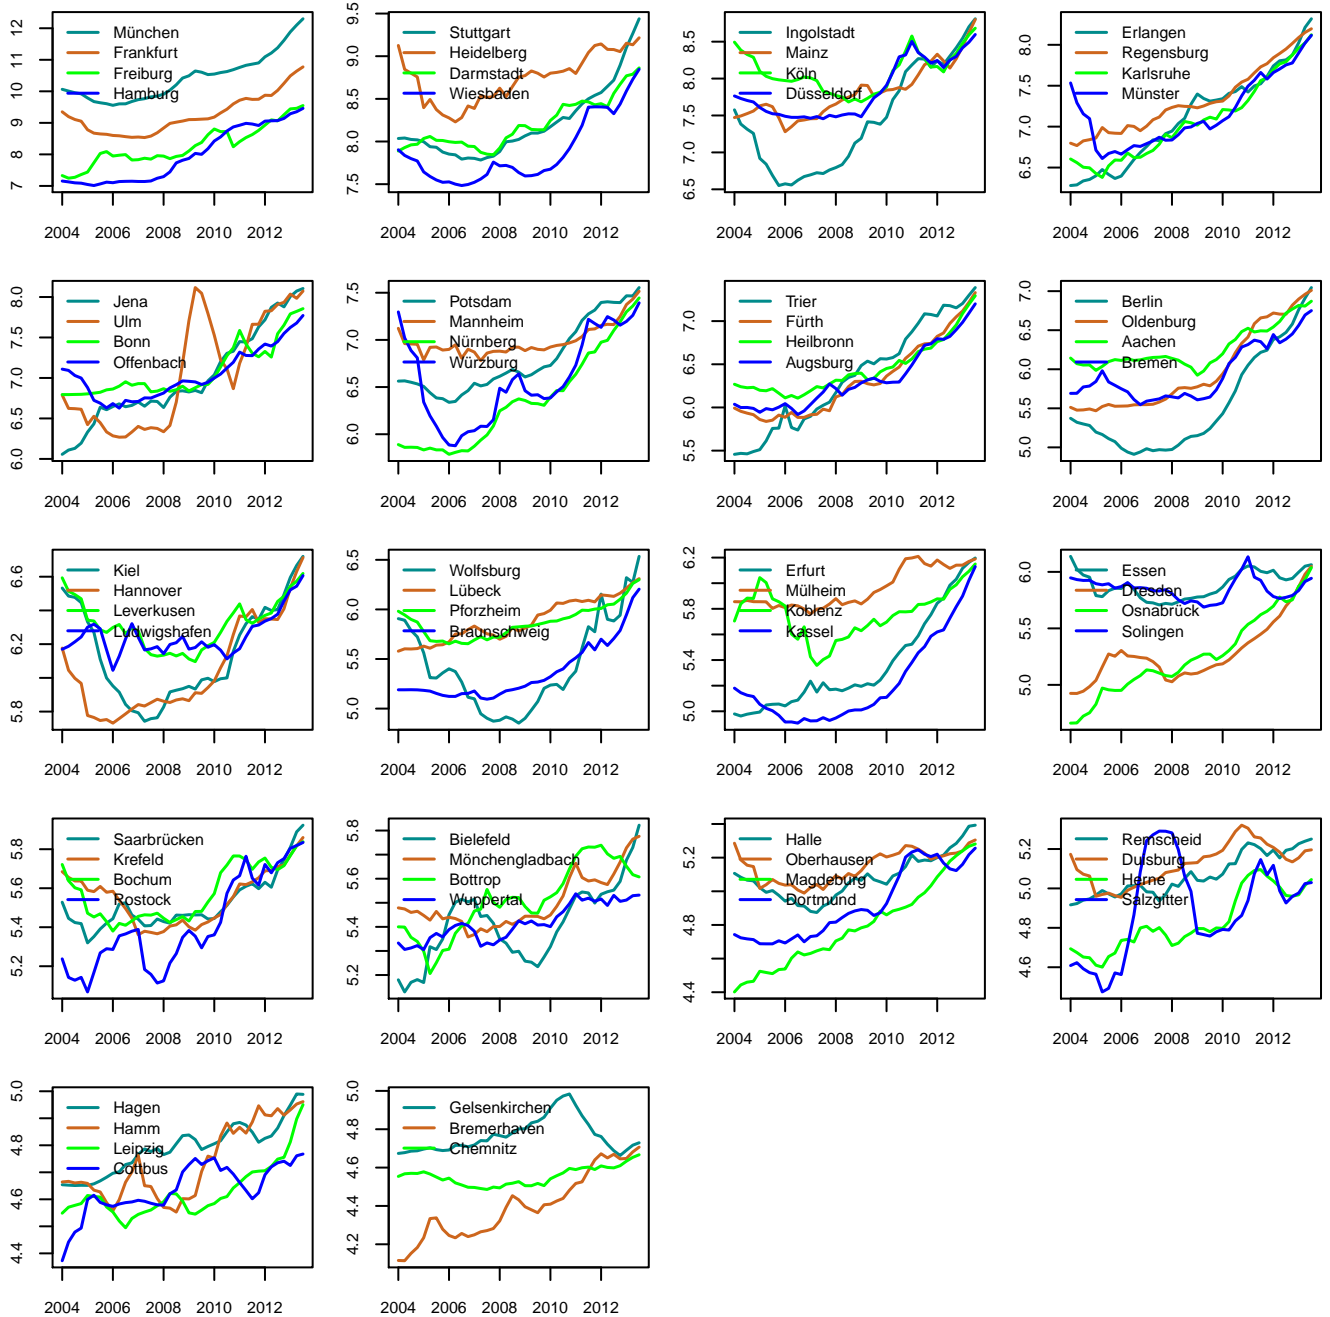 7 8 9 10 11 12
München
Frankfurt
Freiburg
Hamburg
2004 2006 2008 2010 2012
7.5 8.0 8.5 9.0 9.5
Stuttgart
Heidelberg
Darmstadt
Wiesbaden
2004 2006 2008 2010 2012
6.5 7.0 7.5 8.0 8.5
Ingolstadt
Mainz
Köln
Düsseldorf
2004 2006 2008 2010 2012
6.5 7.0 7.5 8.0
Erlangen
Regensburg
Karlsruhe
Münster
2004 2006 2008 2010 2012
6.0 6.5 7.0 7.5 8.0
Jena
Ulm
Bonn
Offenbach
2004 2006 2008 2010 2012
6.0 6.5 7.0 7.5
Potsdam
Mannheim
Nürnberg
Würzburg
2004 2006 2008 2010 2012
5.5 6.0 6.5 7.0
Trier
Fürth
Heilbronn
Augsburg
2004 2006 2008 2010 2012
5.0 5.5 6.0 6.5 7.0
Berlin
Oldenburg
Aachen
Bremen
2004 2006 2008 2010 2012
5.8 6.2 6.6
Kiel
Hannover
Leverkusen
Ludwigshafen
2004 2006 2008 2010 2012
5.0 5.5 6.0 6.5
Wolfsburg
Lübeck
Pforzheim
Braunschweig
2004 2006 2008 2010 2012
5.0 5.4 5.8 6.2
Erfurt
Mülheim
Koblenz
Kassel
2004 2006 2008 2010 2012
5.0 5.5 6.0
Essen
Dresden
Osnabrück
Solingen
2004 2006 2008 2010 2012
5.2 5.4 5.6 5.8
Saarbrücken
Krefeld
Bochum
Rostock
2004 2006 2008 2010 2012
5.2 5.4 5.6 5.8
Bielefeld
Mönchengladbach
Bottrop
Wuppertal
2004 2006 2008 2010 2012
4.4 4.8 5.2
Halle
Oberhausen
Magdeburg
Dortmund
2004 2006 2008 2010 2012
4.6 4.8 5.0 5.2
Remscheid
Duisburg
Herne
Salzgitter
2004 2006 2008 2010 2012
4.4 4.6 4.8 5.0
Hagen
Hamm
Leipzig
Cottbus
2004 2006 2008 2010 2012
4.2 4.4 4.6 4.8 5.0
Gelsenkirchen
Bremerhaven
Chemnitz
2004 2006 2008 2010 2012